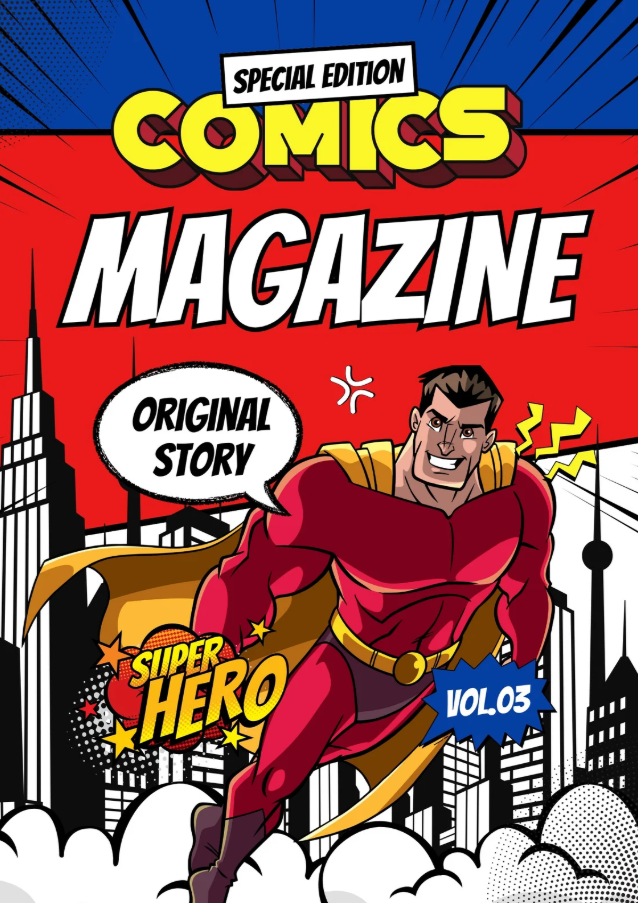 SPECIAL EDITION
COMICS
MAGAZINE
ORIGINAL
STORY
SUPER
HERO
VOL.03